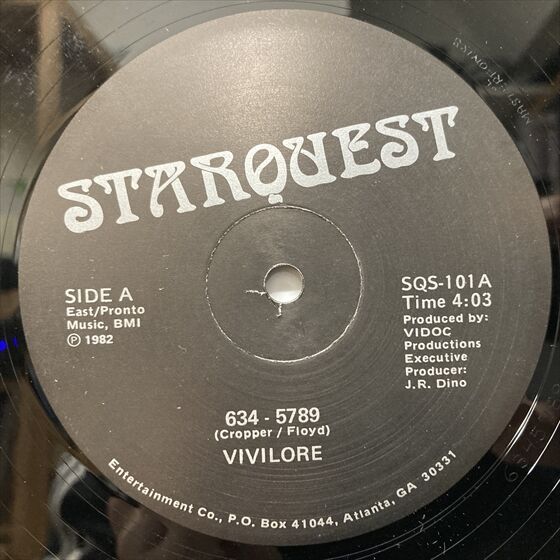 STARQUEST
SIDE A
East/Pronto
Music, BMI
℗ 1982
SQS-101A
Time 4:03
Produced by:
VIDOC
Productions
Executive
Producer:
J.R. Dino
634 - 5789
(Cropper / Floyd)
VIVILORE
Entertainment Co., P.O. Box 41044, Atlanta, GA 30331